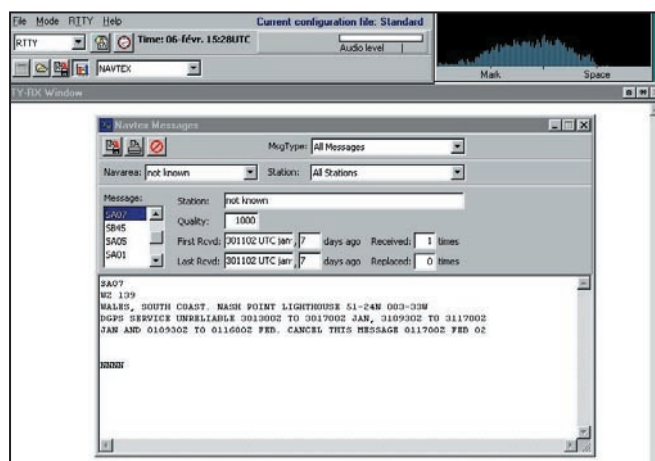 File Mode RTTY Help Current configuration file: Standard
RTTY Time: 06-févr. 15:28UTC
Audio level
NAVTEX
Mark Space
TY-RX Window
Navtex Messages
MsgType: All Messages
Navarea: not known Station: All Stations
Message: Station: not known
SA07
SB45 Quality: 1000
SA05 First Rcvd: 301102 UTC janv, 7 days ago Received: 1 times
SA01 Last Rcvd: 301102 UTC janv, 7 days ago Replaced: 0 times
SA07
WZ 139
WALES, SOUTH COAST. NASH POINT LIGHTHOUSE 51-24N 003-33W
DGPS SERVICE UNRELIABLE 301300Z TO 301700Z JAN, 310930Z TO 311700Z
JAN AND 010930Z TO 011600Z FEB. CANCEL THIS MESSAGE 011700Z FEB 02
NNNN